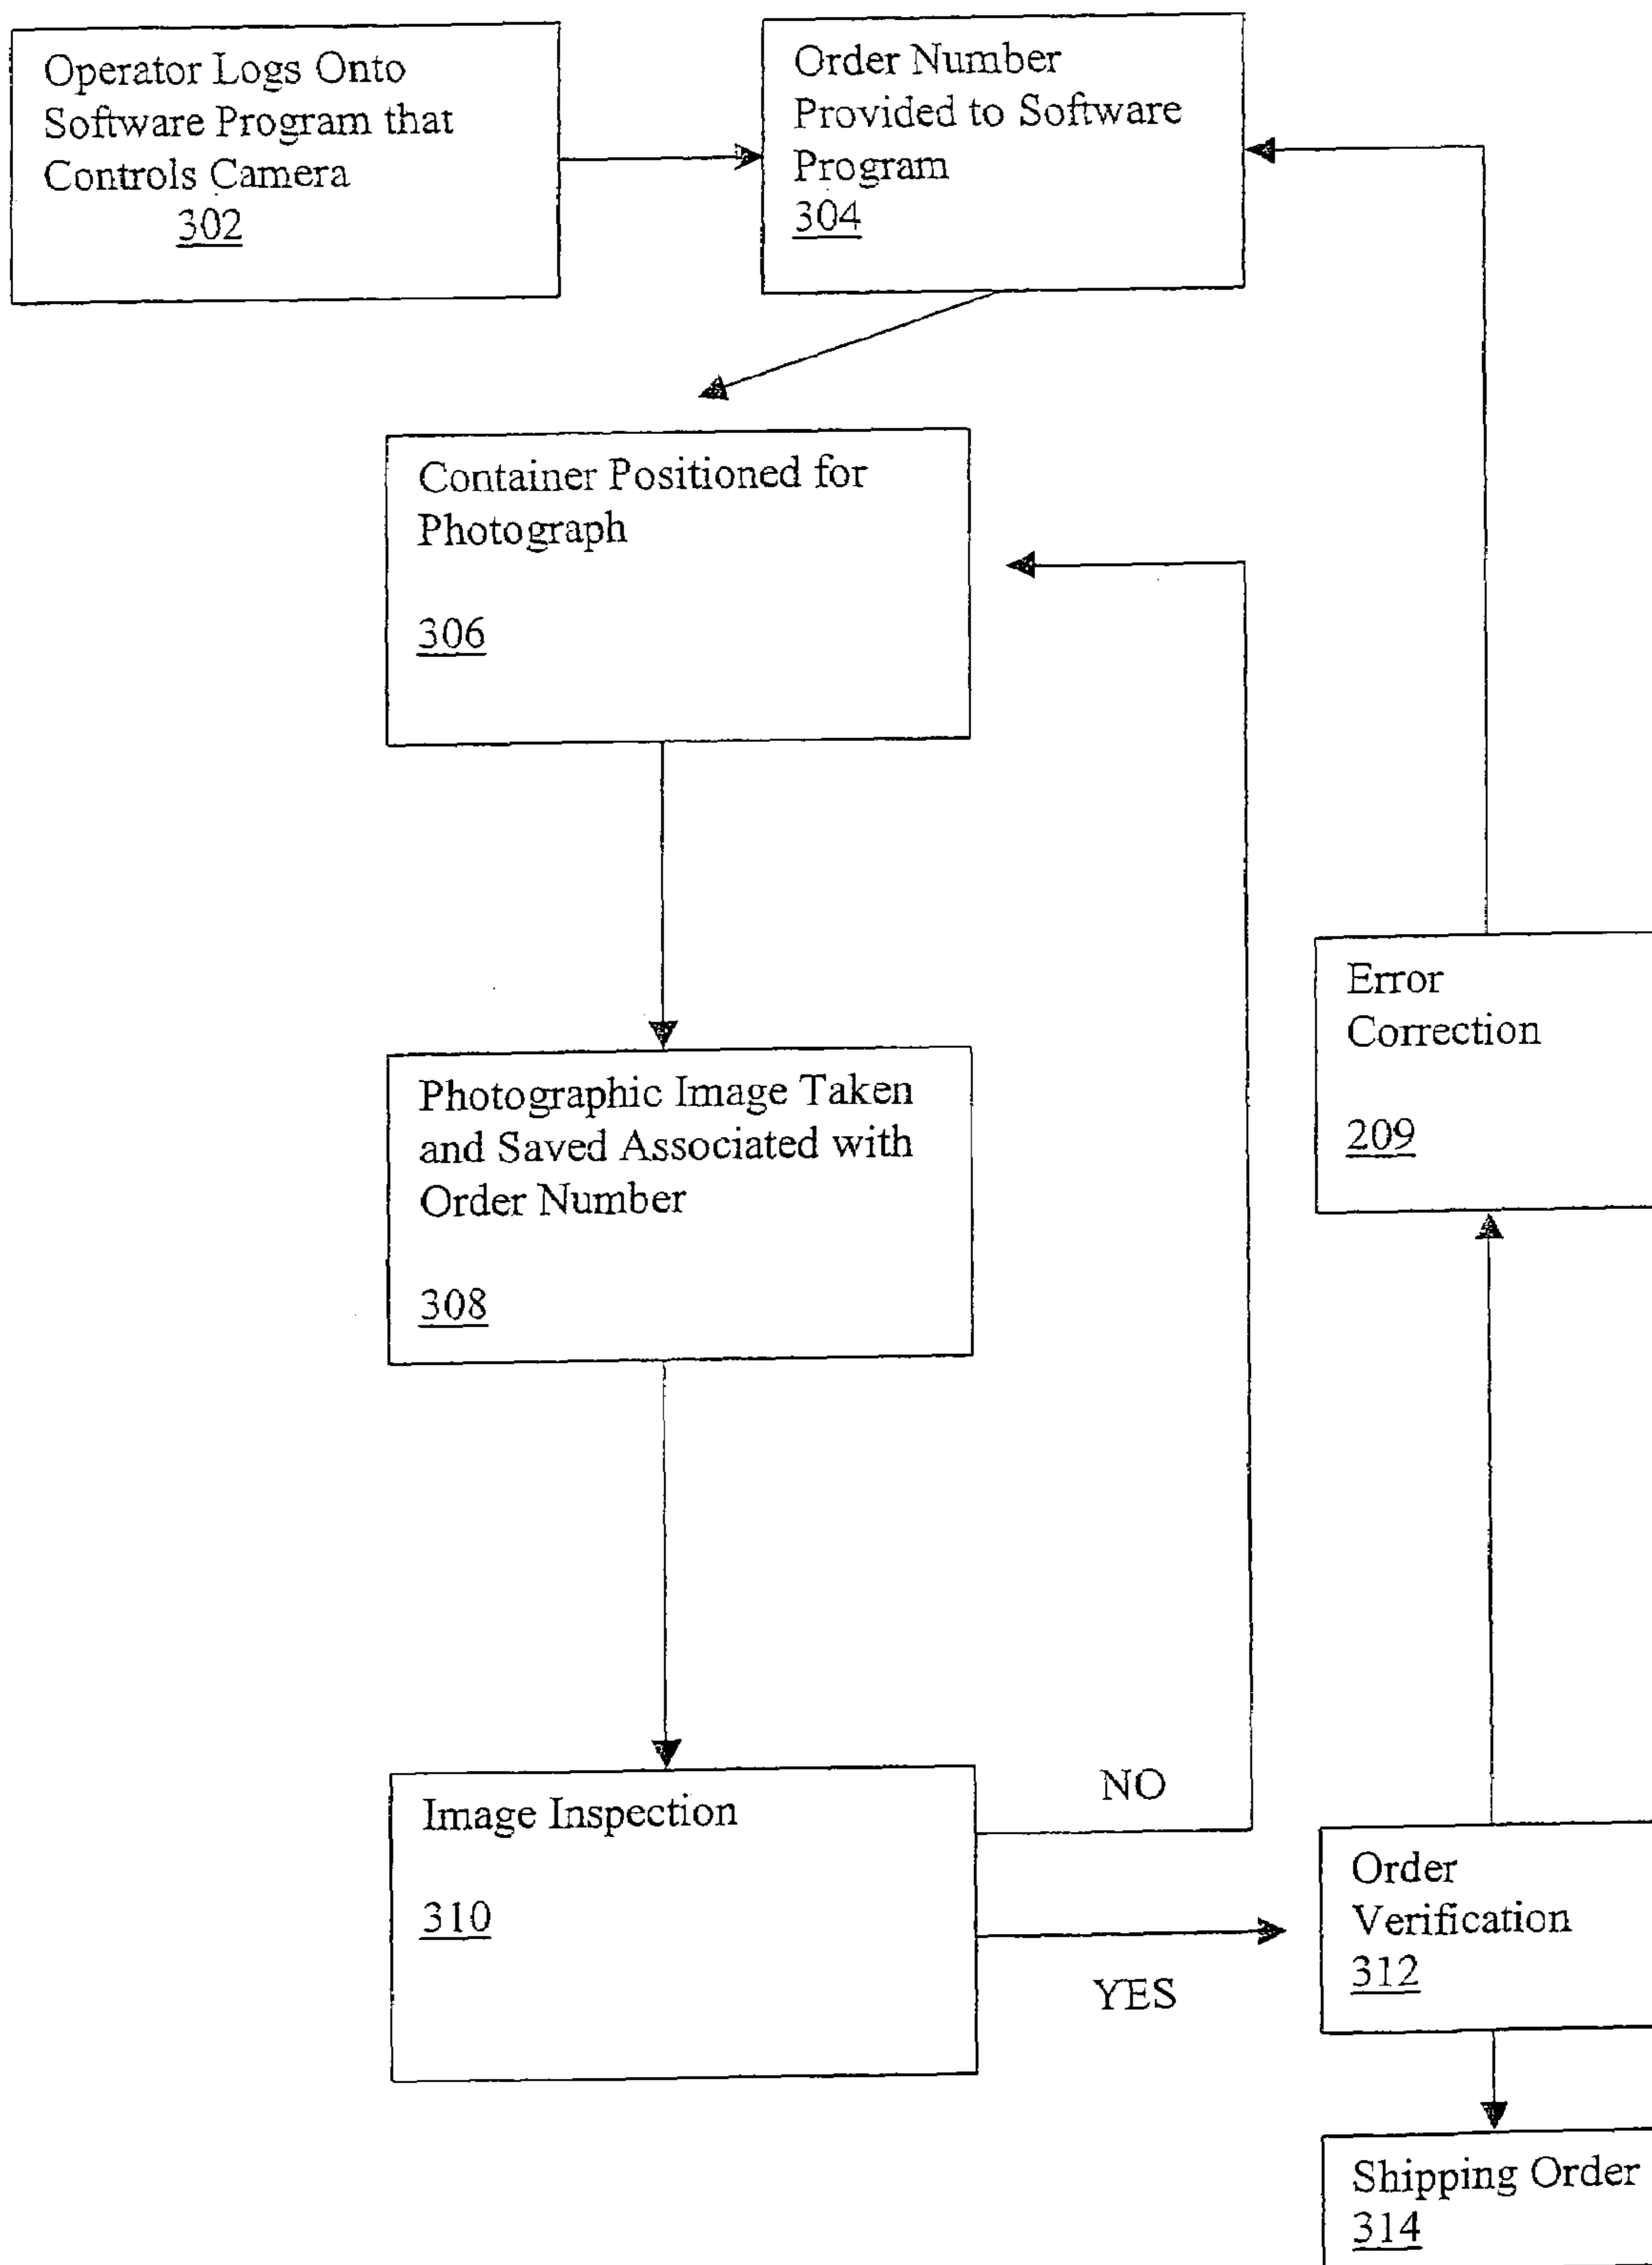 Operator Logs Onto
Software Program that
Controls Camera
302
Order Number
Provided to Software
Program
304
Container Positioned for
Photograph
306
Photographic Image Taken
and Saved Associated with
Order Number
308
Error
Correction
209
Image Inspection
310
NO
YES
Order
Verification
312
Shipping Order
314